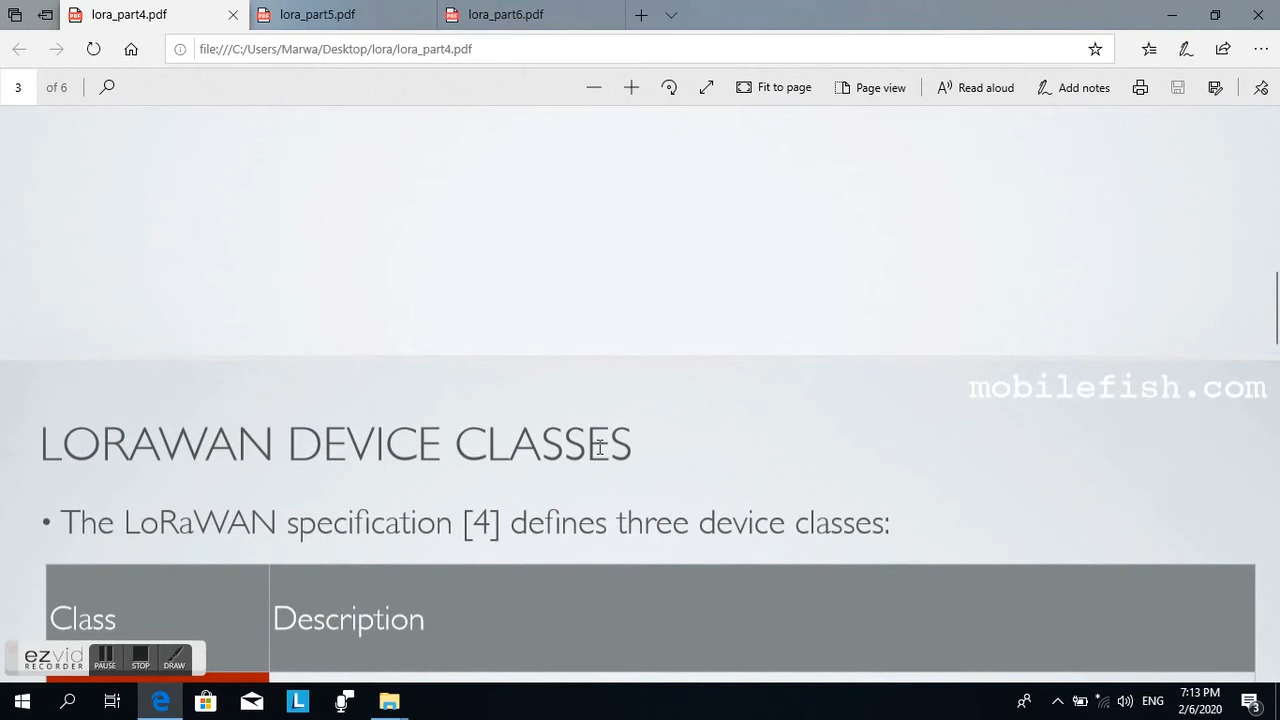 lora_part4.pdf
lora_part5.pdf
lora_part6.pdf
file:///C:/Users/Marwa/Desktop/lora/lora_part4.pdf
3 of 6
Fit to page
Page view
Read aloud
Add notes
mobilefish.com
LORAWAN DEVICE CLASSES
• The LoRaWAN specification [4] defines three device classes:
Class
Description
ezvid
RECORDER
PAUSE
STOP
DRAW
ENG
7:13 PM
2/6/2020
3